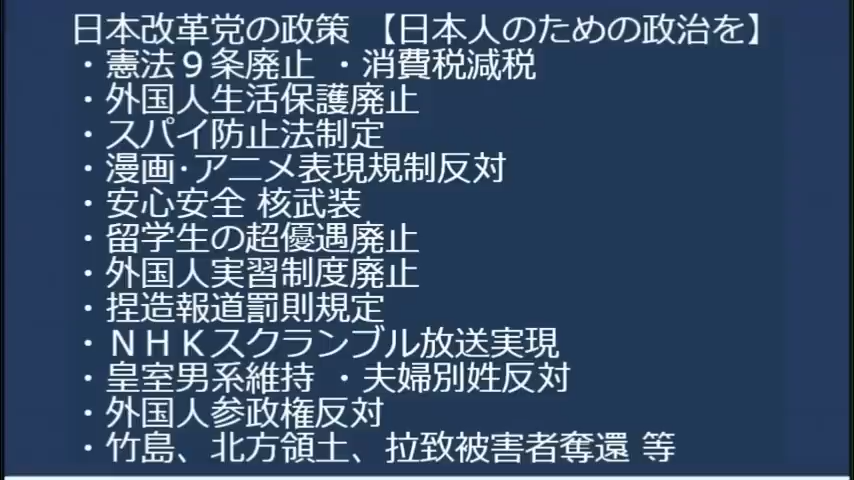 日本改革党の政策 【日本人のための政治を】
・憲法９条廃止 ・消費税減税
・外国人生活保護廃止
・スパイ防止法制定
・漫画･アニメ表現規制反対
・安心安全 核武装
・留学生の超優遇廃止
・外国人実習制度廃止
・捏造報道罰則規定
・ＮＨＫスクランブル放送実現
・皇室男系維持 ・夫婦別姓反対
・外国人参政権反対
・竹島、北方領土、拉致被害者奪還 等